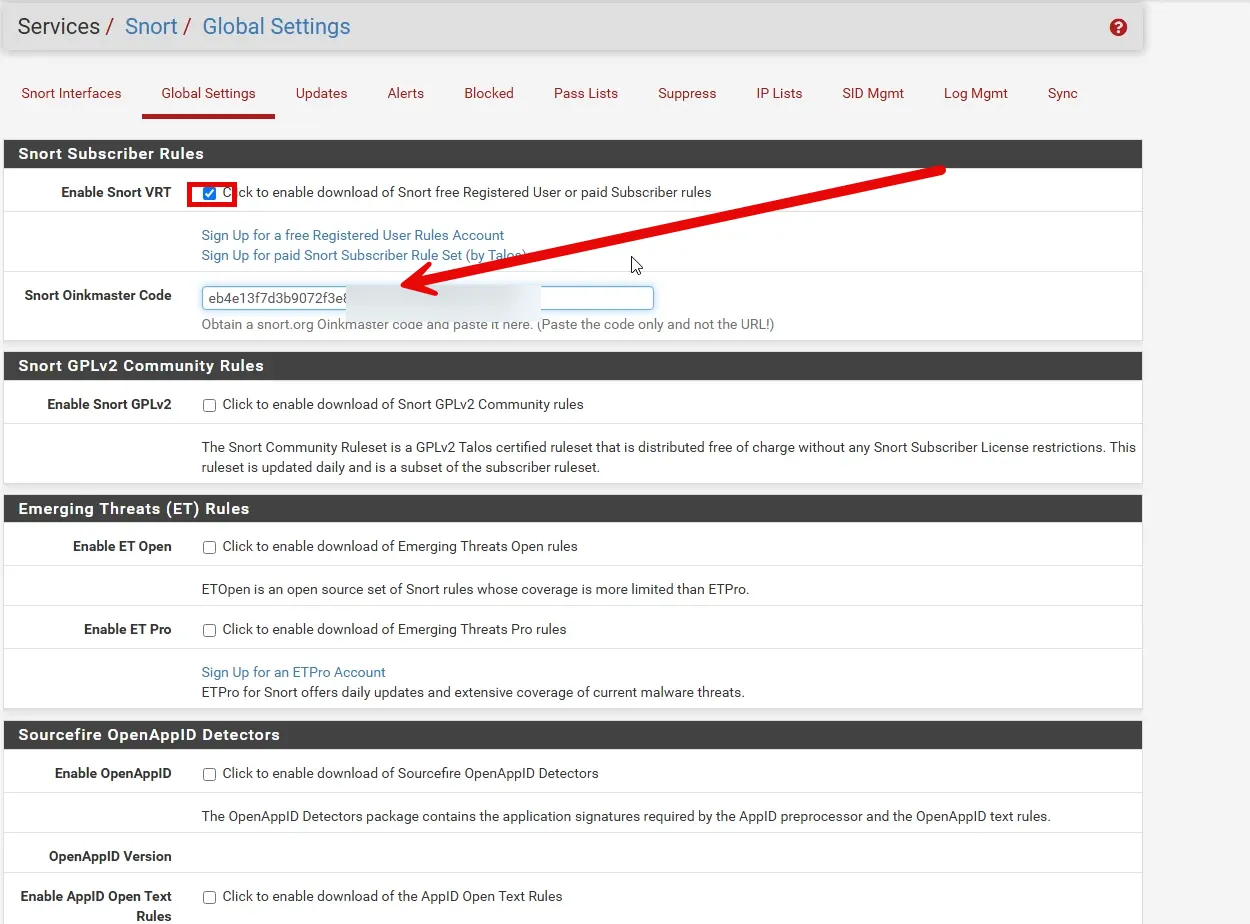 Services / Snort / Global Settings
Snort Interfaces Global Settings Updates Alerts Blocked Pass Lists Suppress IP Lists SID Mgmt Log Mgmt Sync
Snort Subscriber Rules
Enable Snort VRT Click to enable download of Snort free Registered User or paid Subscriber rules
Sign Up for a free Registered User Rules Account
Sign Up for paid Snort Subscriber Rule Set (by Talos)
Snort Oinkmaster Code eb4e13f7d3b9072f3e8
Obtain a snort.org Oinkmaster code and paste it here. (Paste the code only and not the URL!)
Snort GPLv2 Community Rules
Enable Snort GPLv2 Click to enable download of Snort GPLv2 Community rules
The Snort Community Ruleset is a GPLv2 Talos certified ruleset that is distributed free of charge without any Snort Subscriber License restrictions. This
ruleset is updated daily and is a subset of the subscriber ruleset.
Emerging Threats (ET) Rules
Enable ET Open Click to enable download of Emerging Threats Open rules
ETOpen is an open source set of Snort rules whose coverage is more limited than ETPro.
Enable ET Pro Click to enable download of Emerging Threats Pro rules
Sign Up for an ETPro Account
ETPro for Snort offers daily updates and extensive coverage of current malware threats.
Sourcefire OpenAppID Detectors
Enable OpenAppID Click to enable download of Sourcefire OpenAppID Detectors
The OpenAppID Detectors package contains the application signatures required by the AppID preprocessor and the OpenAppID text rules.
OpenAppID Version
Enable AppID Open Text Click to enable download of the AppID Open Text Rules
Rules